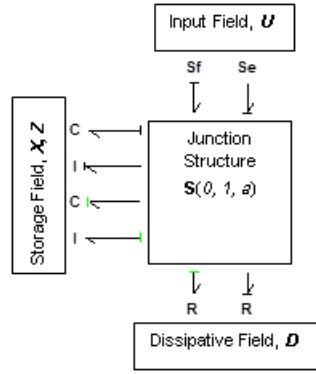 Input Field, U
Sf Se
Storage Field, X, Z
C
I
C
I
Junction
Structure
S(0, 1, a)
R R
Dissipative Field, D